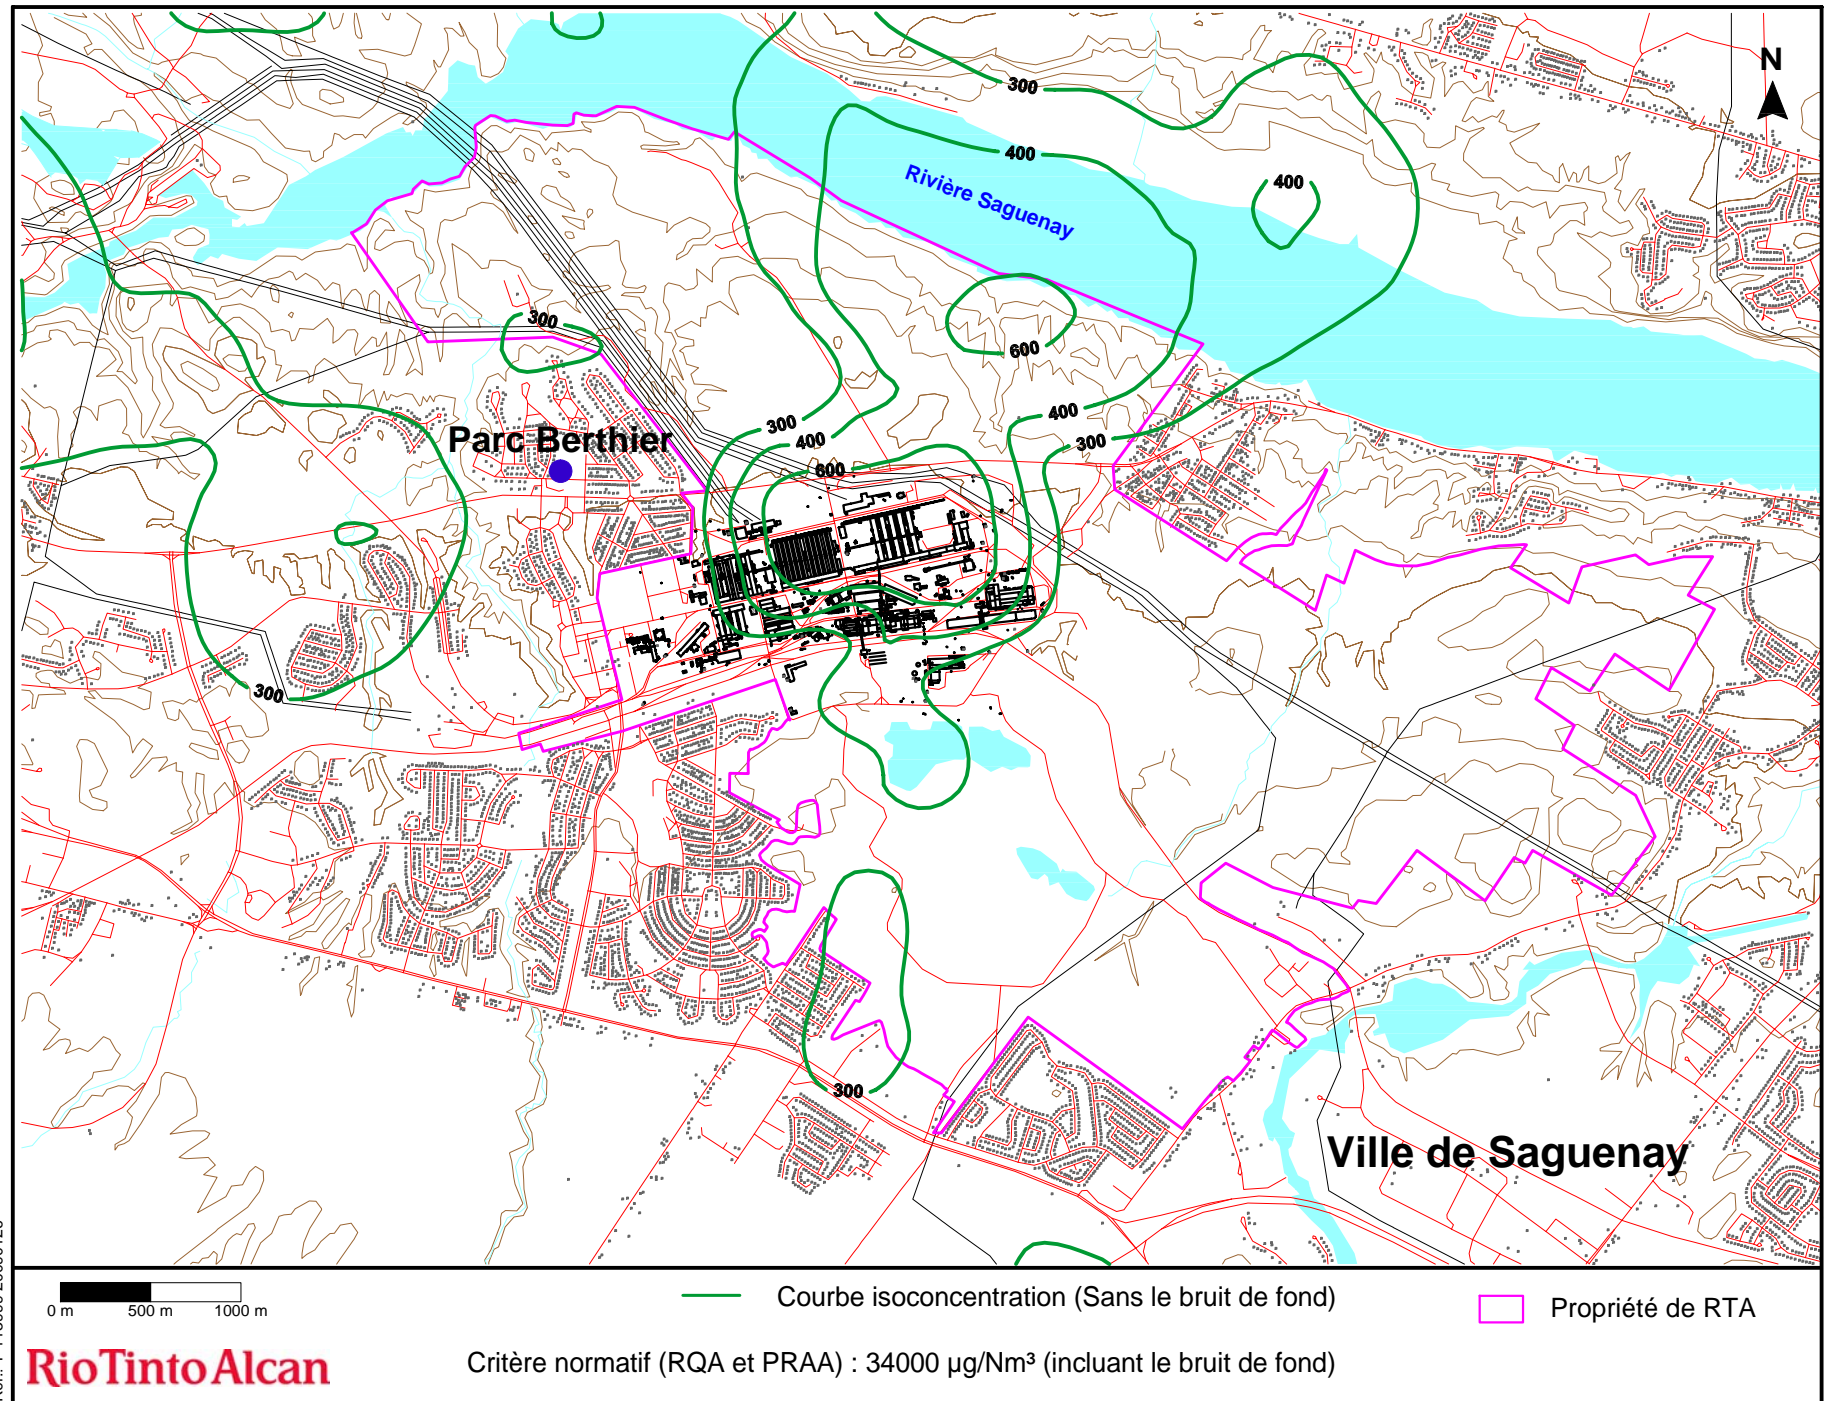 N
300
400
400
Rivière Saguenay
300
600
400
300
300
400
600
Parc Berthier
300
300
Ville de Saguenay
0 m 500 m 1000 m
Courbe isoconcentration (Sans le bruit de fond)
Propriété de RTA
RioTintoAlcan
Critère normatif (RQA et PRAA) : 34000 µg/Nm³ (incluant le bruit de fond)